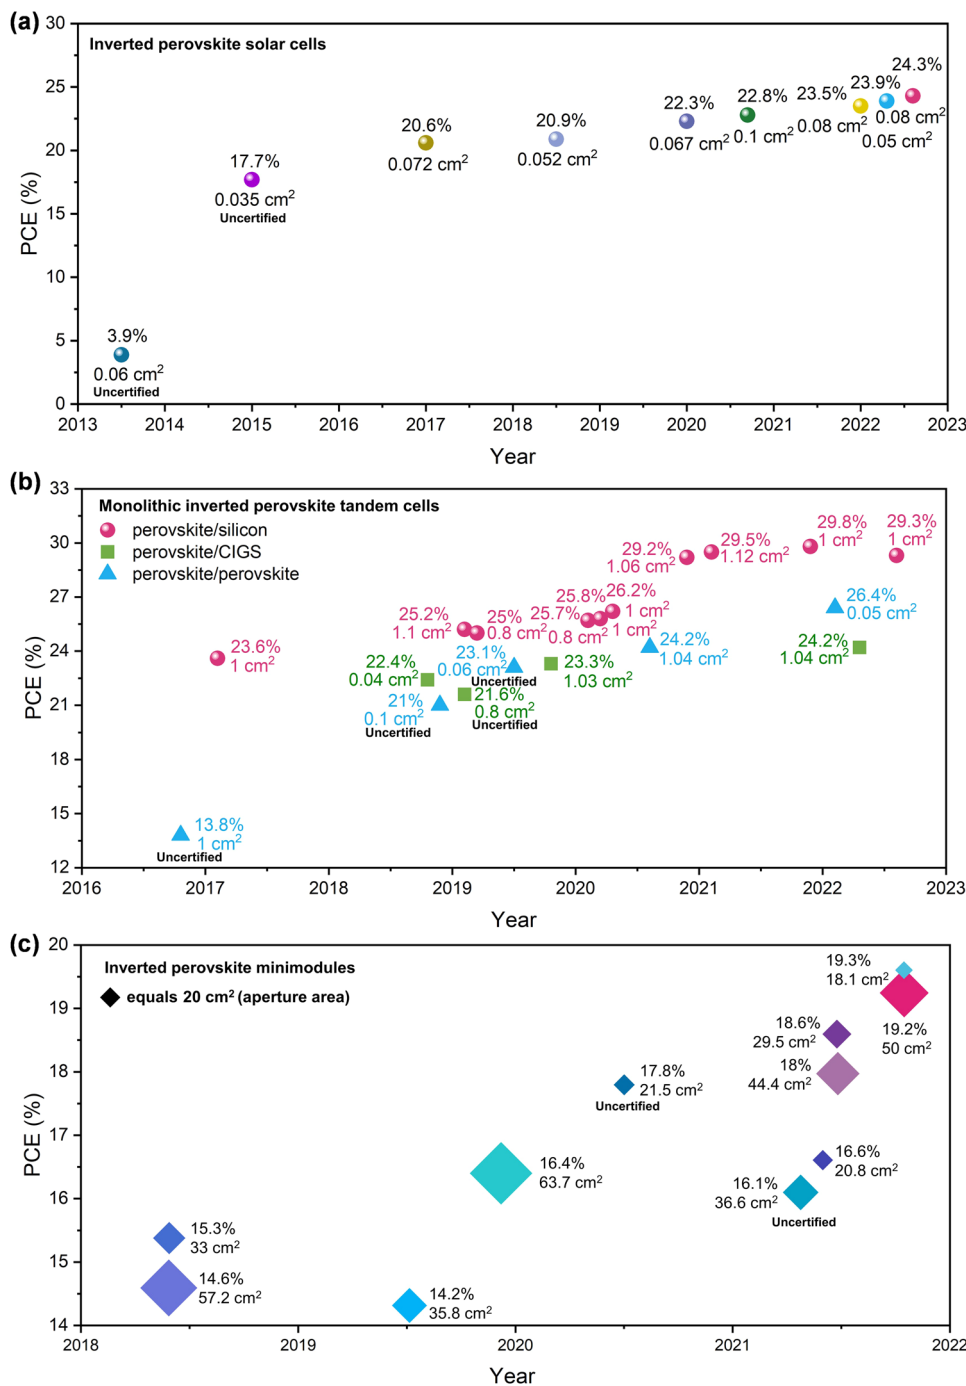 (a)
30
25
20
15
10
5
0
PCE (%)
Inverted perovskite solar cells
3.9%
0.06 cm²
Uncertified
17.7%
0.035 cm²
Uncertified
20.6%
0.072 cm²
20.9%
0.052 cm²
22.3%
0.067 cm²
22.8%
0.1 cm²
23.5%
0.08 cm²
23.9%
0.05 cm²
24.3%
0.08 cm²
2013 2014 2015 2016 2017 2018 2019 2020 2021 2022 2023
Year
(b)
33
30
27
24
21
18
15
12
PCE (%)
Monolithic inverted perovskite tandem cells
perovskite/silicon
perovskite/CIGS
perovskite/perovskite
13.8%
1 cm²
Uncertified
23.6%
1 cm²
22.4%
0.04 cm²
21%
0.1 cm²
Uncertified
25.2%
1.1 cm²
25%
0.8 cm²
23.1%
0.06 cm²
Uncertified
21.6%
0.8 cm²
Uncertified
23.3%
1.03 cm²
25.7%
0.8 cm²
25.8%
1 cm²
26.2%
1 cm²
24.2%
1.04 cm²
29.2%
1.06 cm²
29.5%
1.12 cm²
29.8%
1 cm²
29.3%
1 cm²
26.4%
0.05 cm²
24.2%
1.04 cm²
2016 2017 2018 2019 2020 2021 2022 2023
Year
(c)
20
19
18
17
16
15
14
PCE (%)
Inverted perovskite minimodules
equals 20 cm² (aperture area)
15.3%
33 cm²
14.6%
57.2 cm²
14.2%
35.8 cm²
16.4%
63.7 cm²
17.8%
21.5 cm²
Uncertified
16.1%
36.6 cm²
Uncertified
16.6%
20.8 cm²
18.6%
29.5 cm²
18%
44.4 cm²
19.3%
18.1 cm²
19.2%
50 cm²
2018 2019 2020 2021 2022
Year